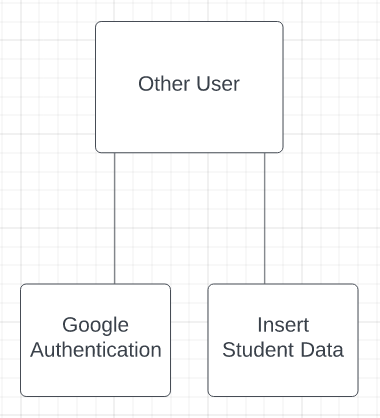 Other User
Google
Authentication
Insert
Student Data